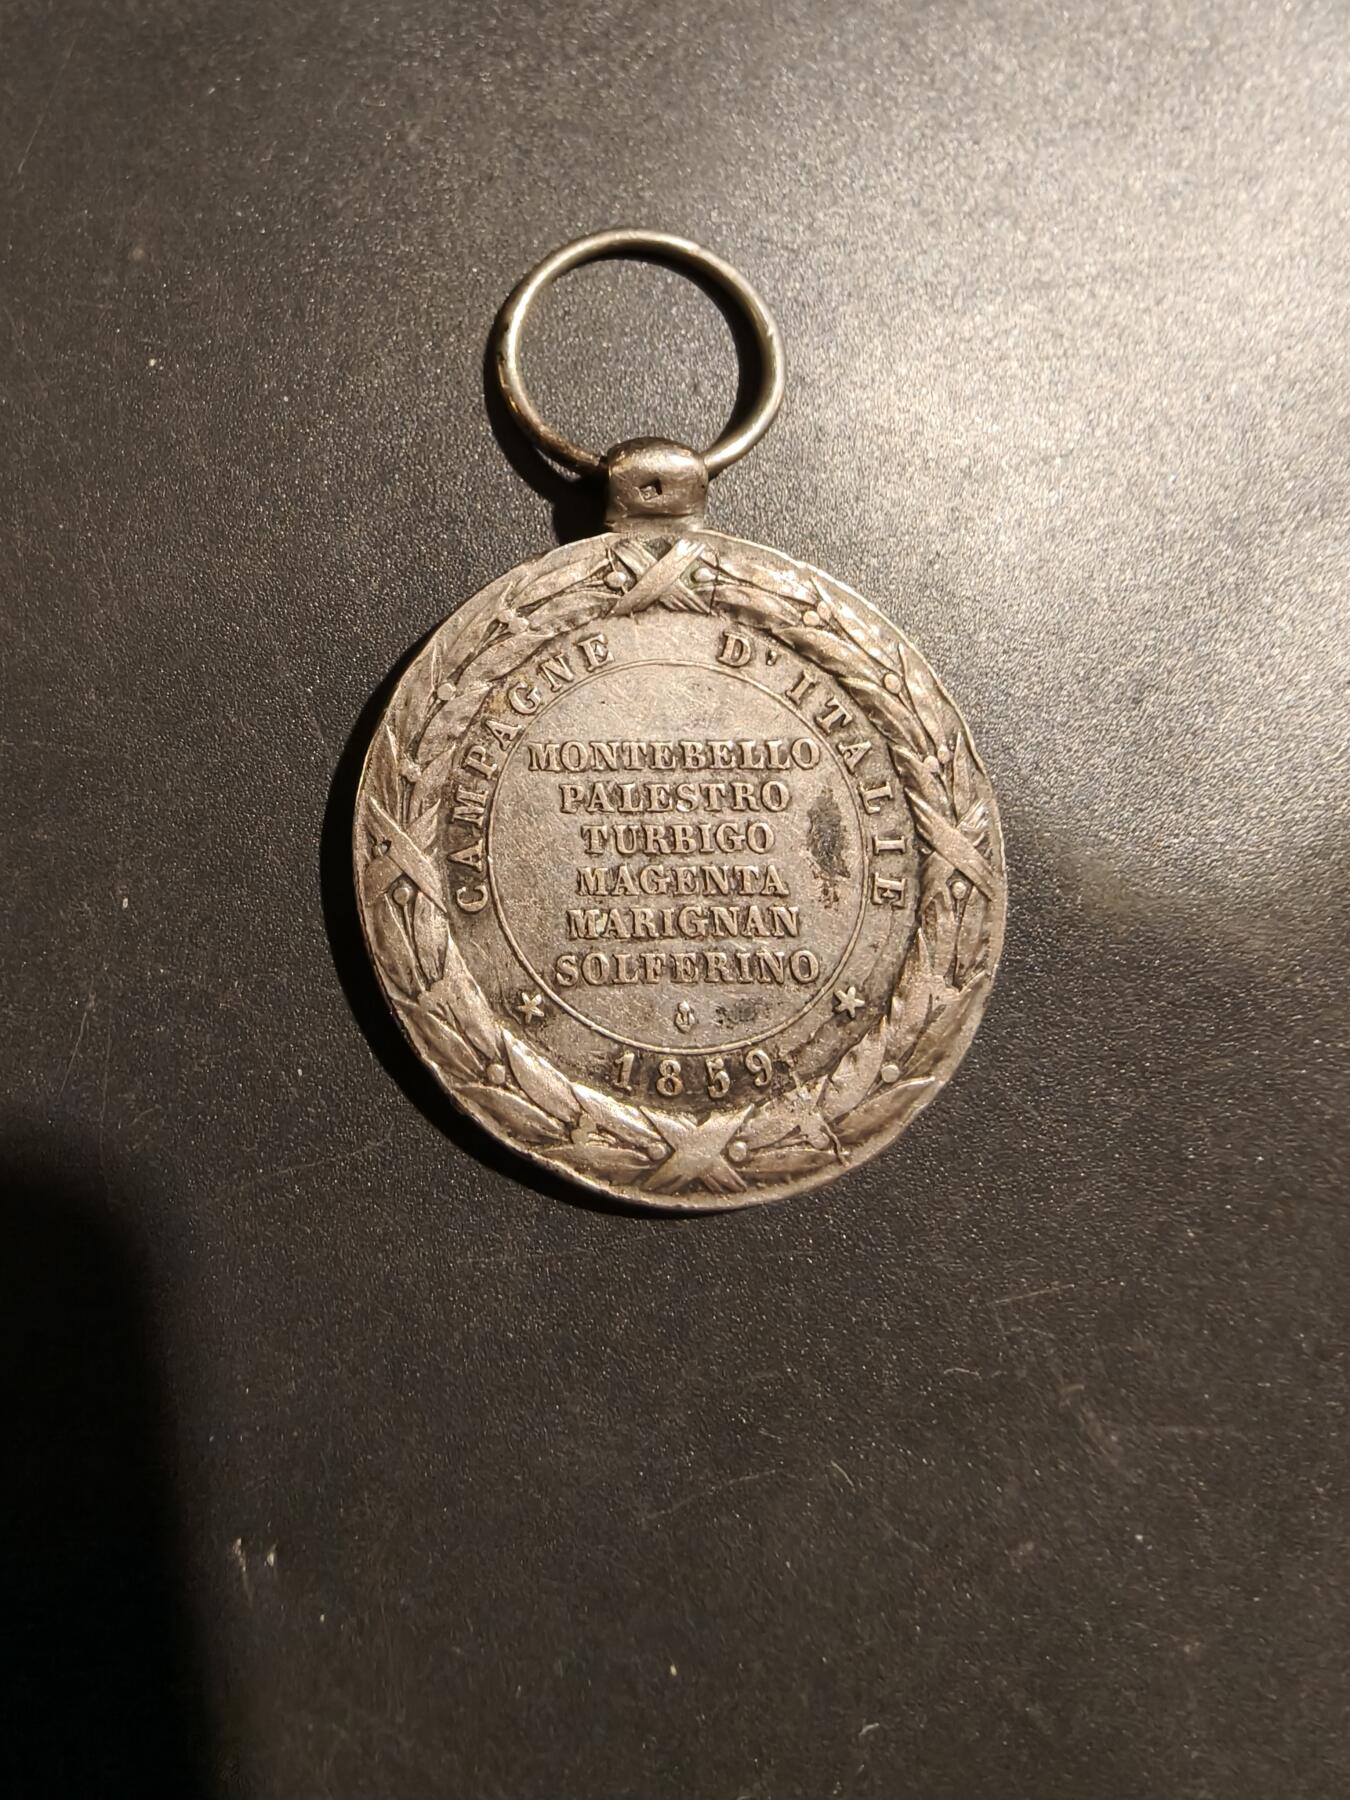 CAMPAGNE D'ITALIE
MONTEBELLO
PALESTRO
TURBIGO
MAGENTA
MARIGNAN
SOLFERINO
1859